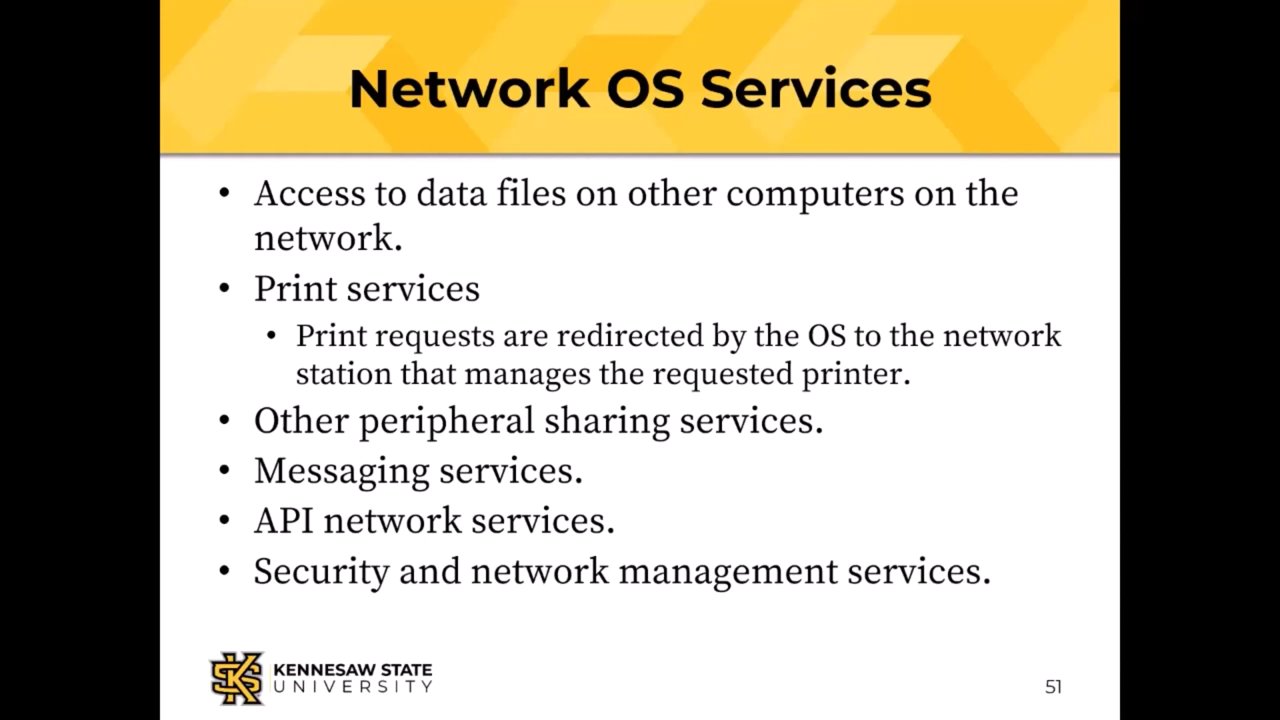 Network OS Services
• Access to data files on other computers on the
network.
• Print services
• Print requests are redirected by the OS to the network
station that manages the requested printer.
• Other peripheral sharing services.
• Messaging services.
• API network services.
• Security and network management services.
KS
KENNESAW STATE
UNIVERSITY
51